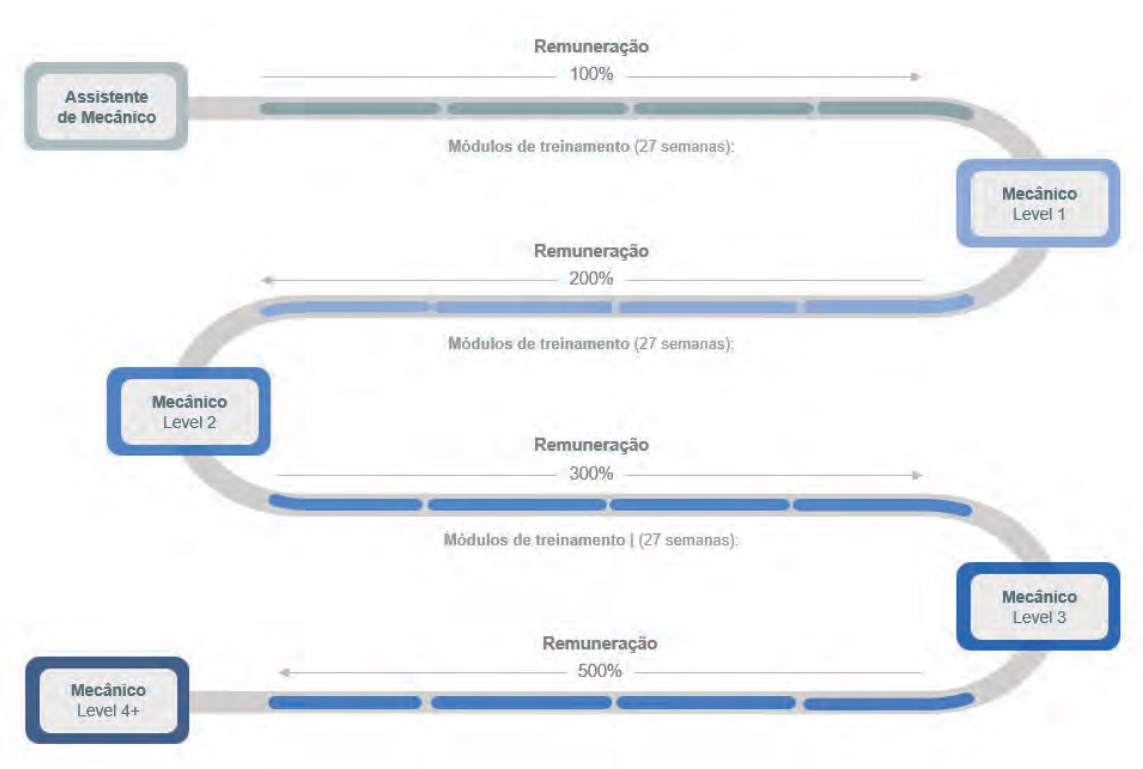 Remuneração
100%
Assistente
de Mecânico
Módulos de treinamento (27 semanas):
Mecânico
Level 1
Remuneração
200%
Módulos de treinamento (27 semanas):
Mecânico
Level 2
Remuneração
300%
Módulos de treinamento | (27 semanas):
Mecânico
Level 3
Remuneração
500%
Mecânico
Level 4+